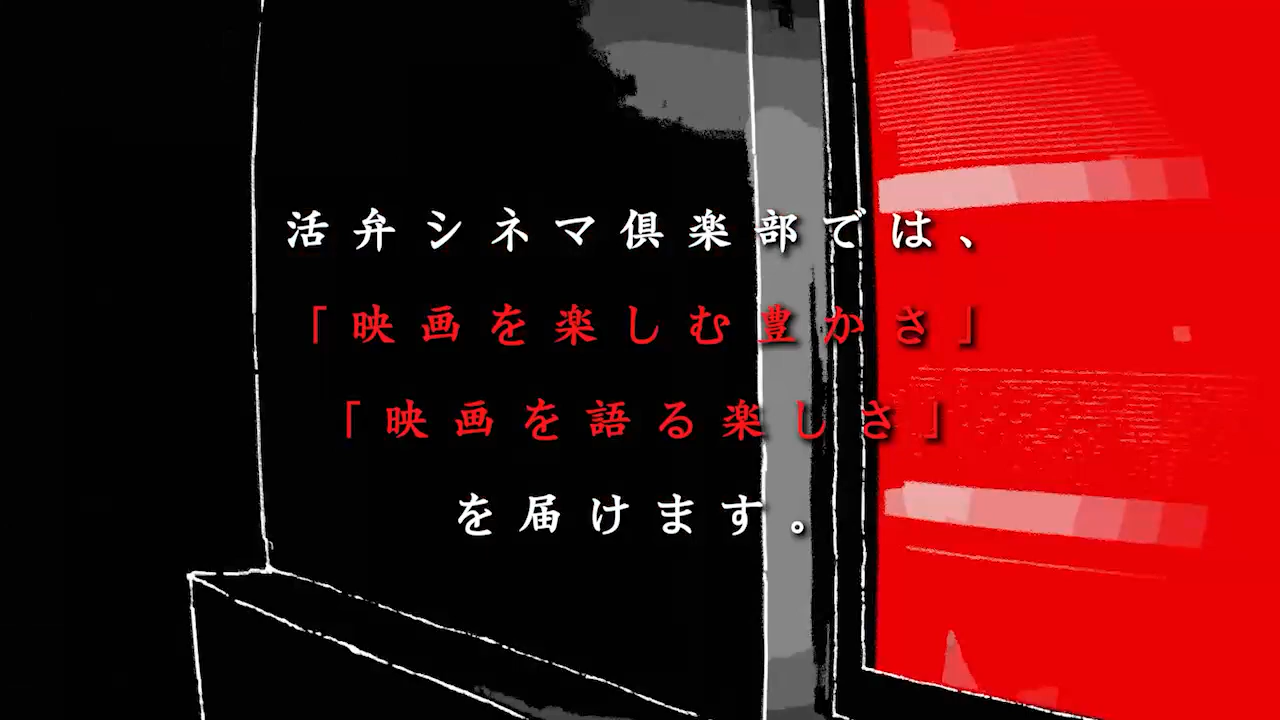 活弁シネマ倶楽部では、
「映画を楽しむ豊かさ」
「映画を語る楽しさ」
を届けます。